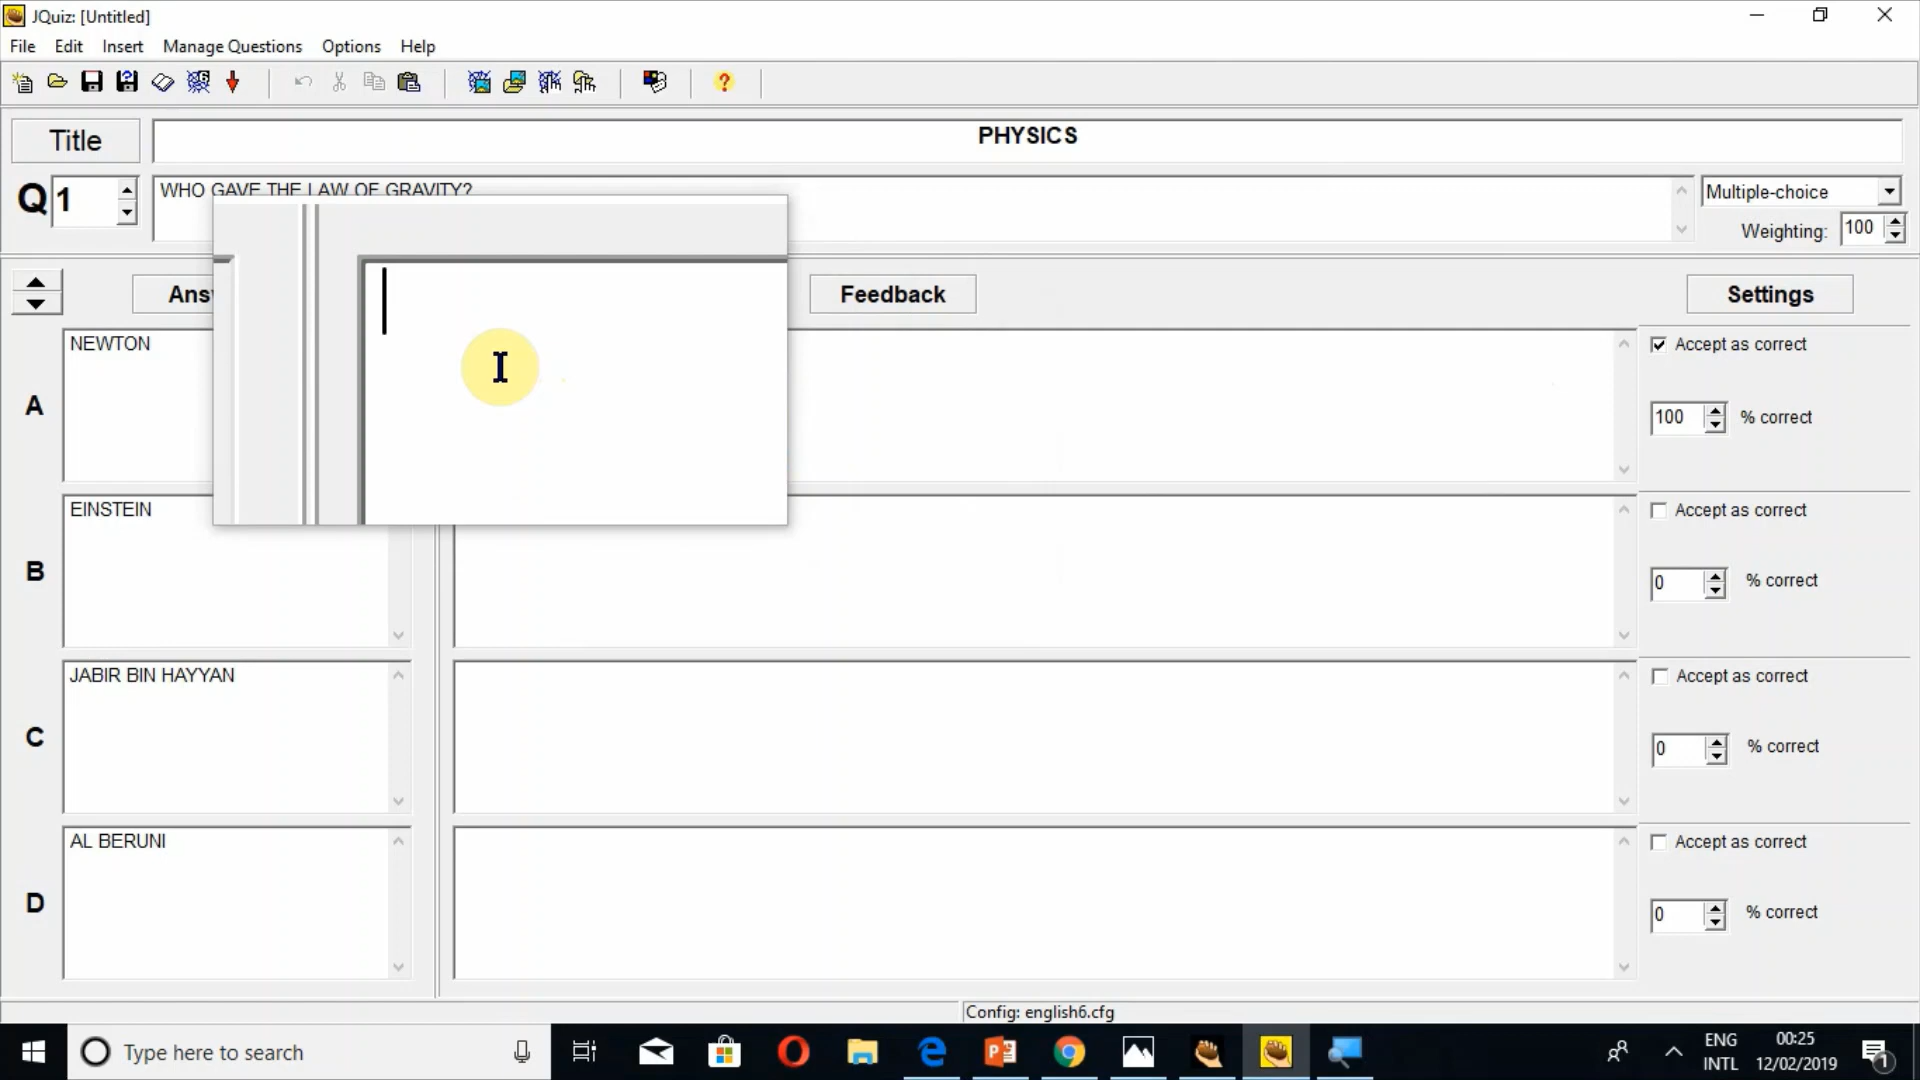 JQuiz: [Untitled]
File Edit Insert Manage Questions Options Help
Title
PHYSICS
Q 1
WHO GAVE THE LAW OF GRAVITY?
Multiple-choice
Weighting: 100
Feedback
Settings
A
NEWTON
Accept as correct
100 % correct
B
EINSTEIN
Accept as correct
0 % correct
C
JABIR BIN HAYYAN
Accept as correct
0 % correct
D
AL BERUNI
Accept as correct
0 % correct
Config: english6.cfg
Type here to search
ENG
INTL
00:25
12/02/2019
1